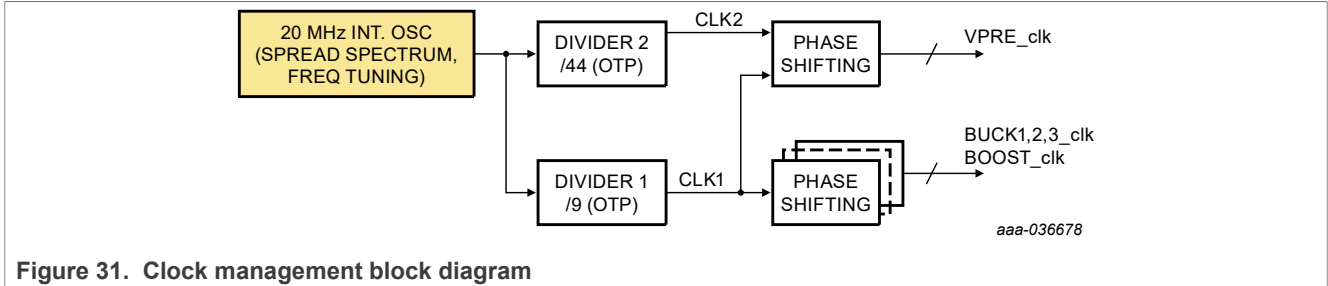 20 MHz INT. OSC
(SPREAD SPECTRUM,
FREQ TUNING)
DIVIDER 2
/44 (OTP)
CLK2
PHASE
SHIFTING
VPRE_clk
DIVIDER 1
/9 (OTP)
CLK1
PHASE
SHIFTING
BUCK1,2,3_clk
BOOST_clk
aaa-036678
Figure 31. Clock management block diagram